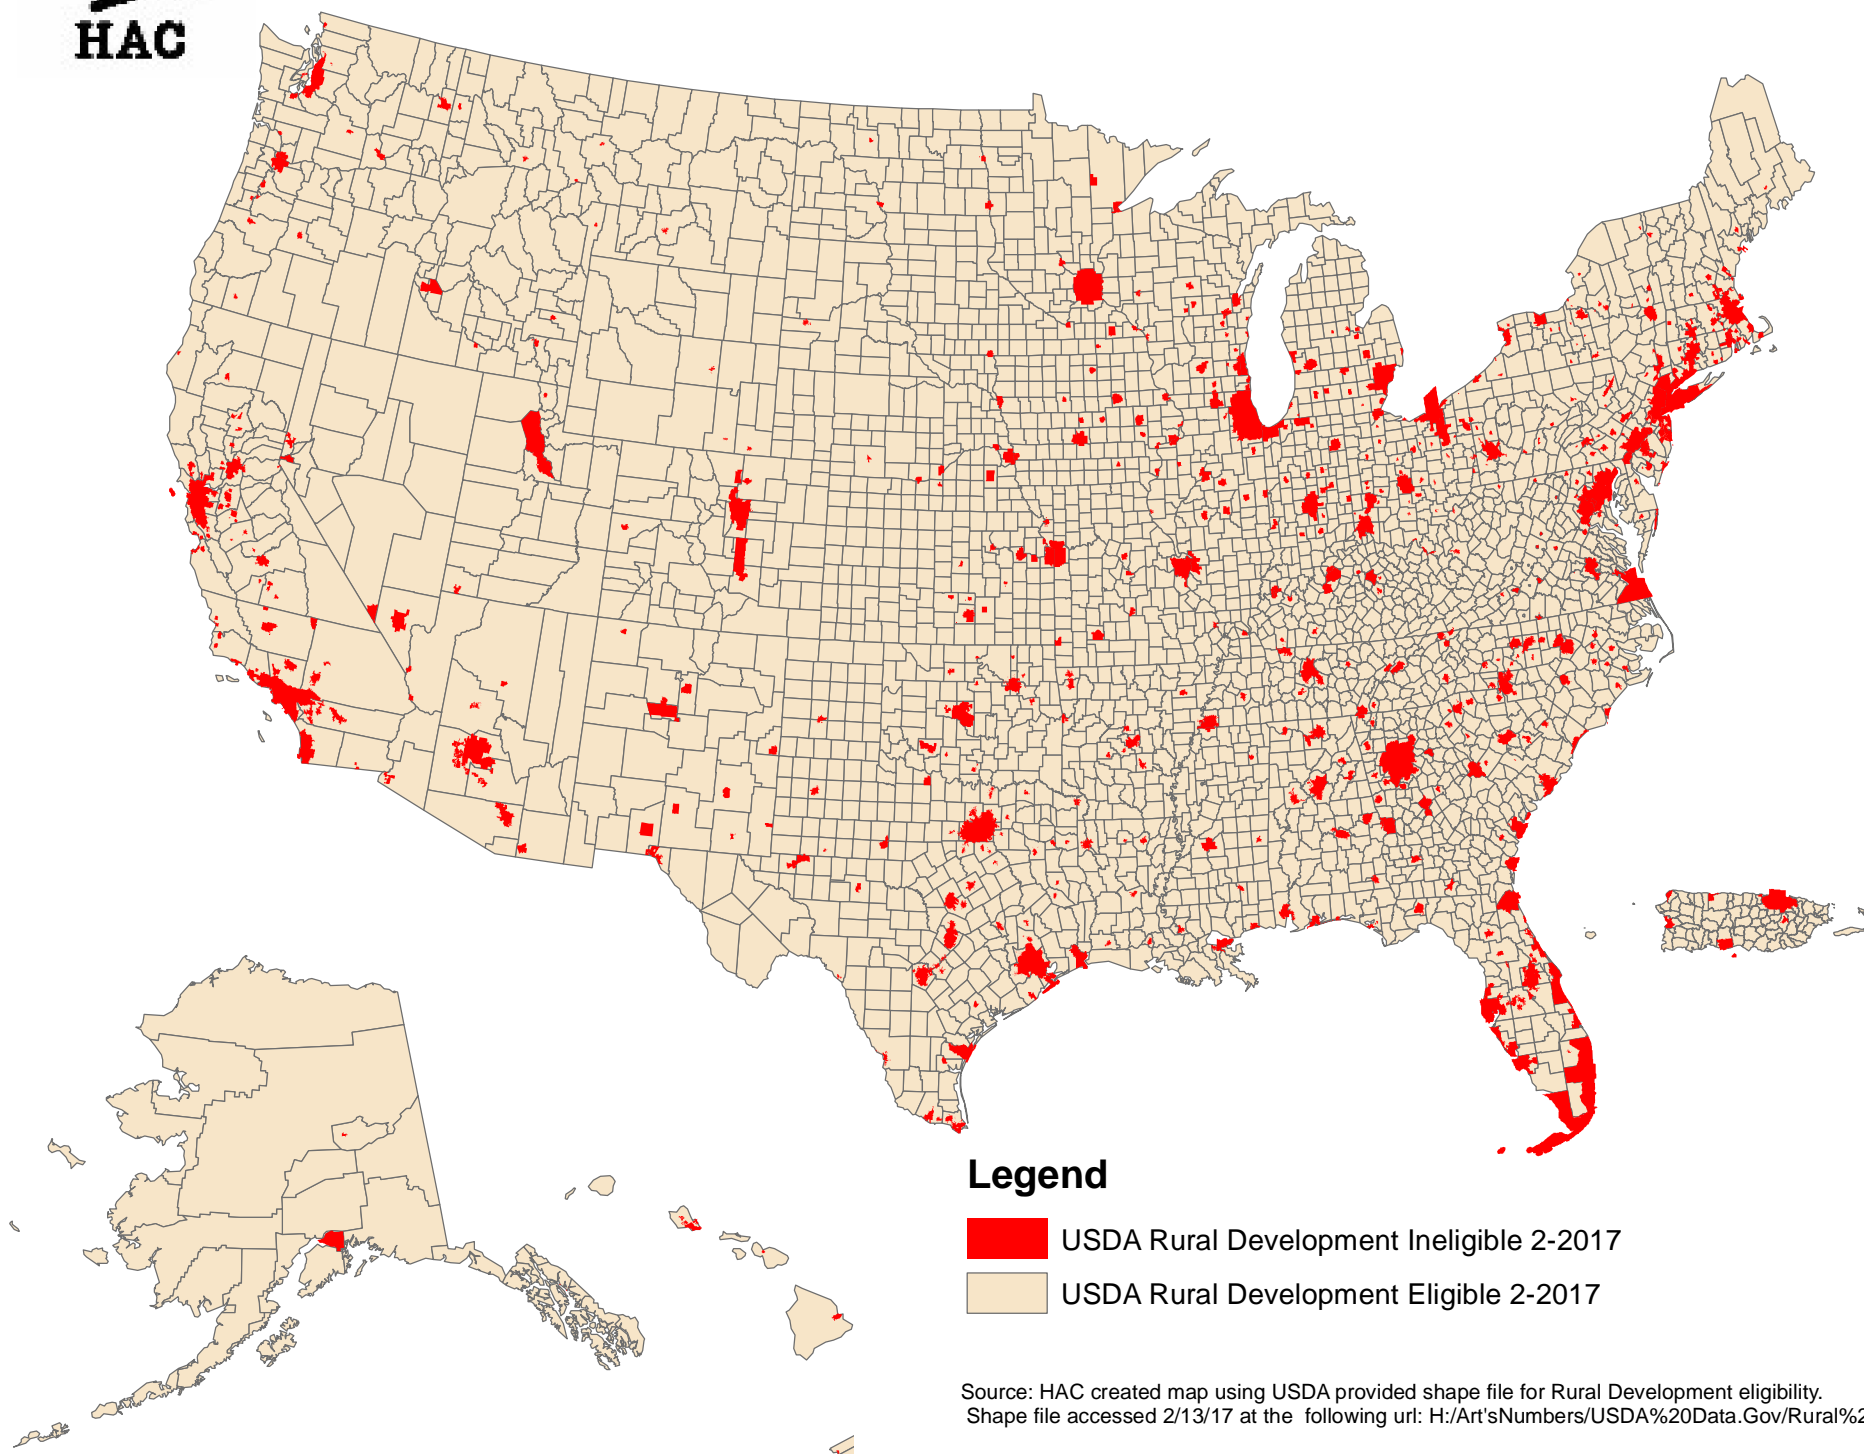 HAC
Legend
USDA Rural Development Ineligible 2-2017
USDA Rural Development Eligible 2-2017
Source: HAC created map using USDA provided shape file for Rural Development eligibility.
Shape file accessed 2/13/17 at the following url: H:/Art'sNumbers/USDA%20Data.Gov/Rural%2